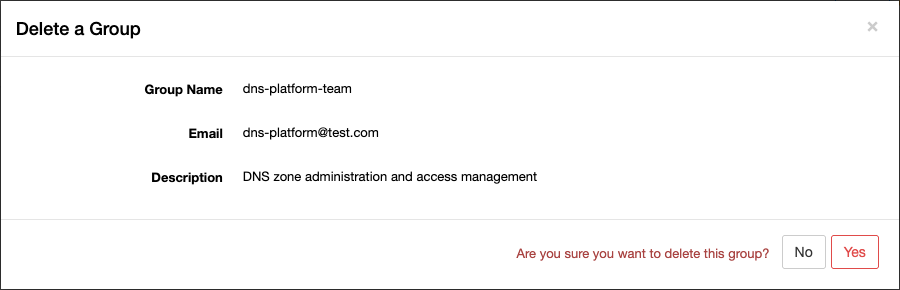 Delete a Group ×
Group Name dns-platform-team
Email dns-platform@test.com
Description DNS zone administration and access management
Are you sure you want to delete this group? No Yes